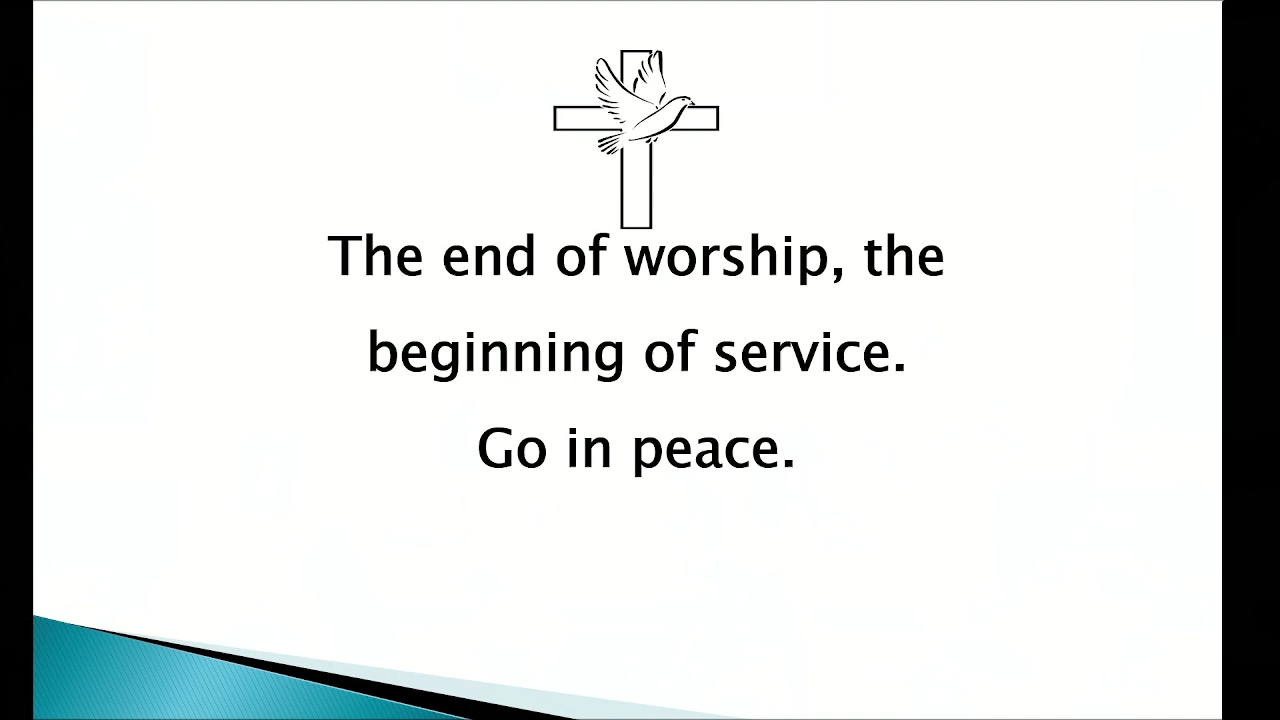 The end of worship, the
beginning of service.
Go in peace.